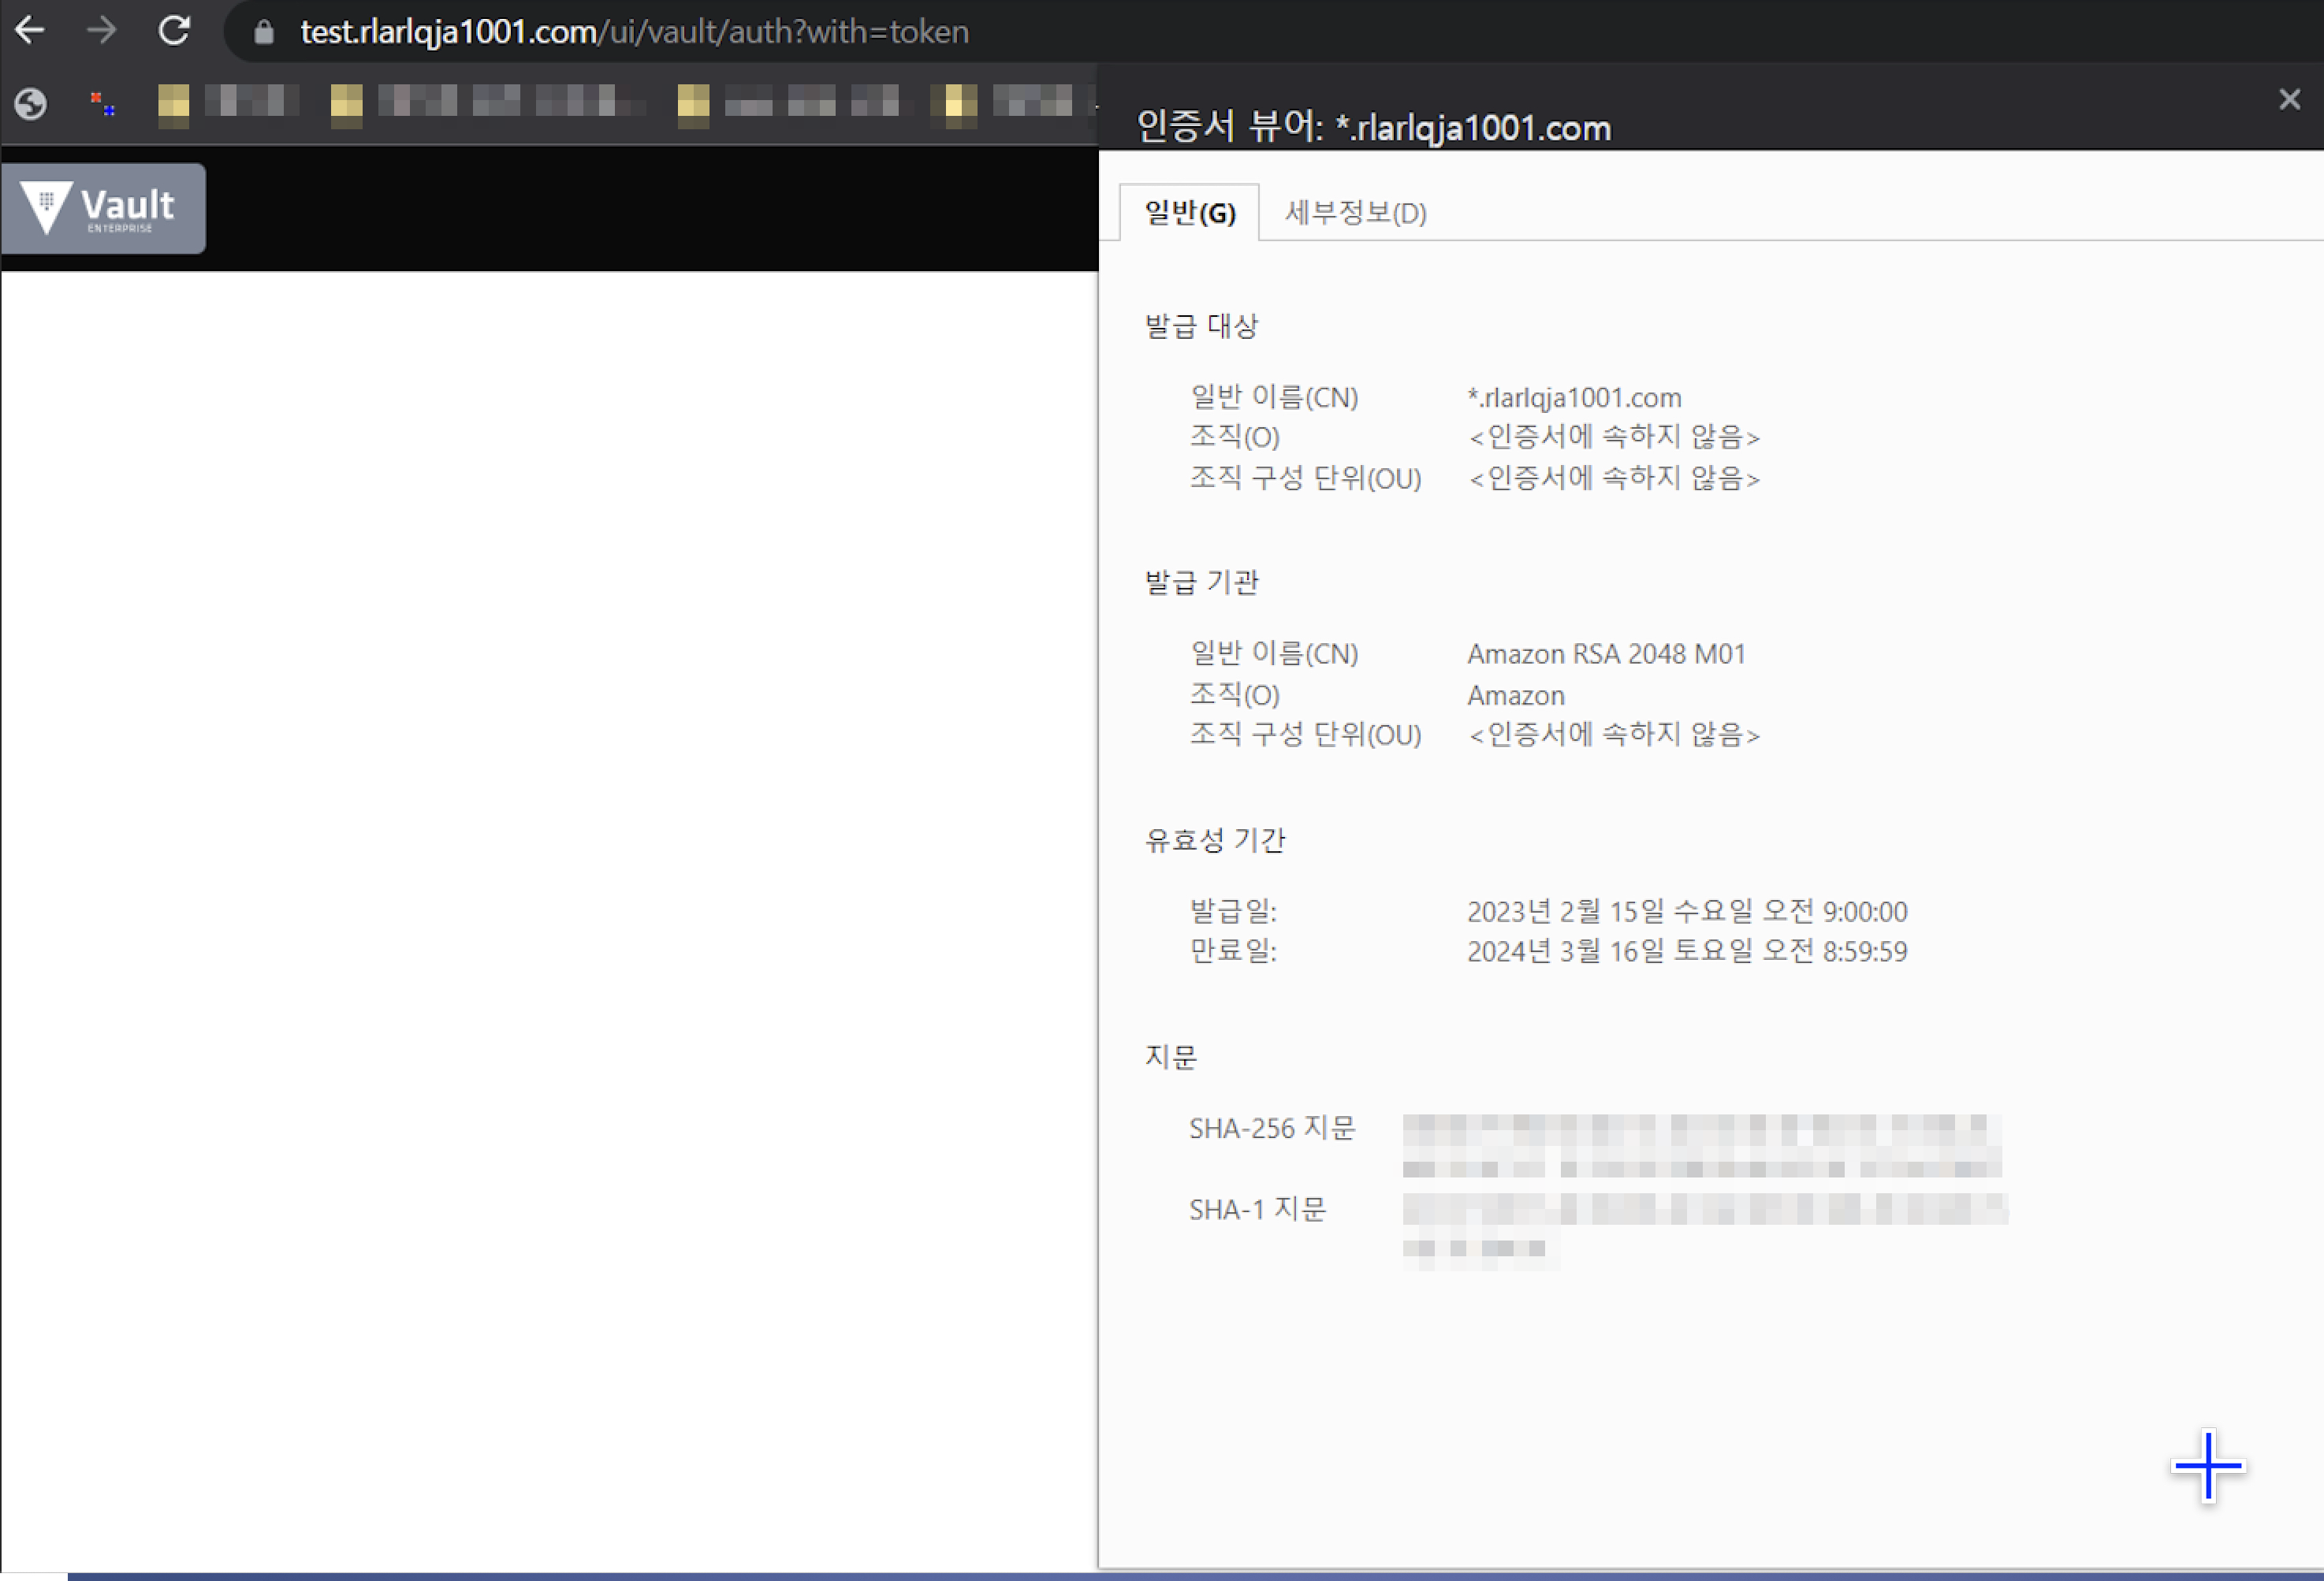 test.rlarlqja1001.com/ui/vault/auth?with=token
Vault
ENTERPRISE
인증서 뷰어: *.rlarlqja1001.com
일반(G) 세부정보(D)
발급 대상
일반 이름(CN) *.rlarlqja1001.com
조직(O) <인증서에 속하지 않음>
조직 구성 단위(OU) <인증서에 속하지 않음>
발급 기관
일반 이름(CN) Amazon RSA 2048 M01
조직(O) Amazon
조직 구성 단위(OU) <인증서에 속하지 않음>
유효성 기간
발급일: 2023년 2월 15일 수요일 오전 9:00:00
만료일: 2024년 3월 16일 토요일 오전 8:59:59
지문
SHA-256 지문
SHA-1 지문